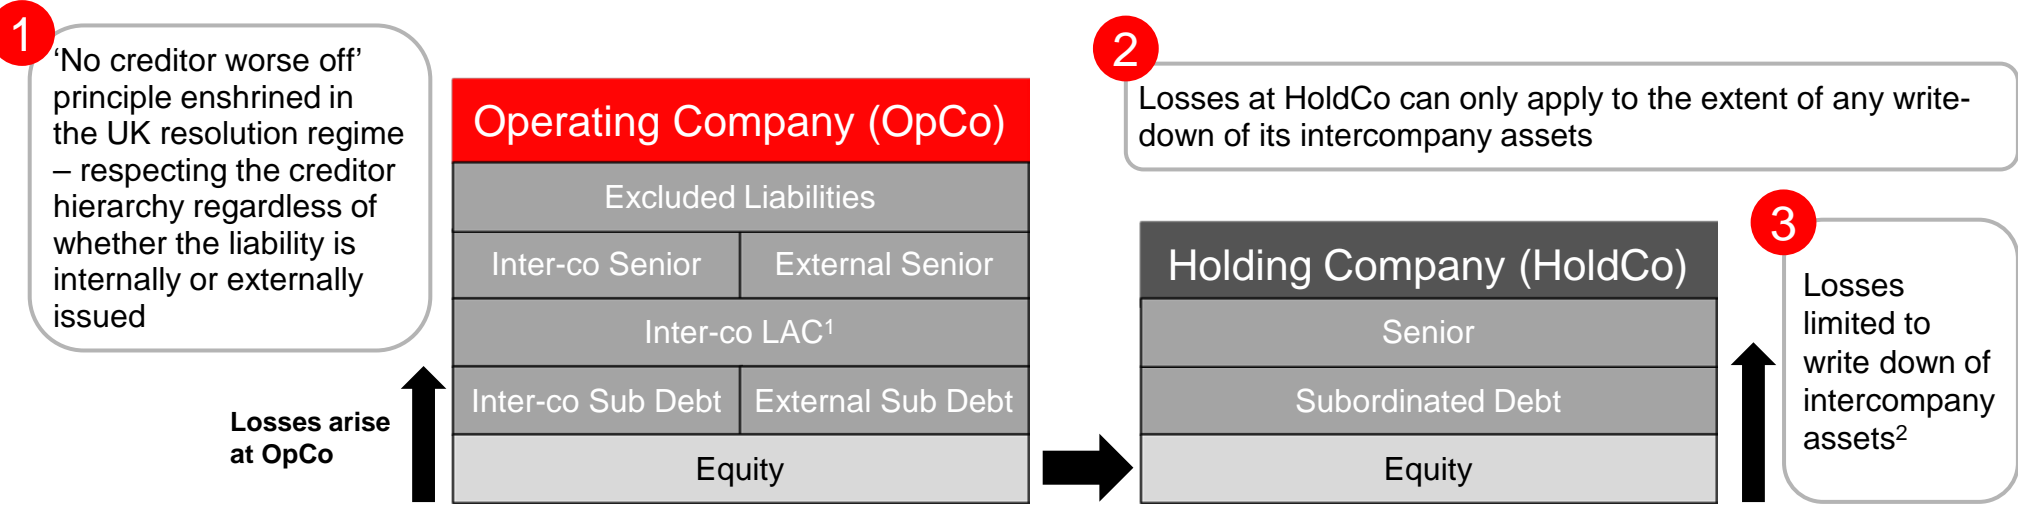 1
‘No creditor worse off’
principle enshrined in
the UK resolution regime
– respecting the creditor
hierarchy regardless of
whether the liability is
internally or externally
issued
Losses arise
at OpCo
Operating Company (OpCo)
Excluded Liabilities
Inter-co Senior
External Senior
Inter-co LAC¹
Inter-co Sub Debt
External Sub Debt
Equity
2
Losses at HoldCo can only apply to the extent of any write-
down of its intercompany assets
Holding Company (HoldCo)
Senior
Subordinated Debt
Equity
3
Losses
limited to
write down of
intercompany
assets²